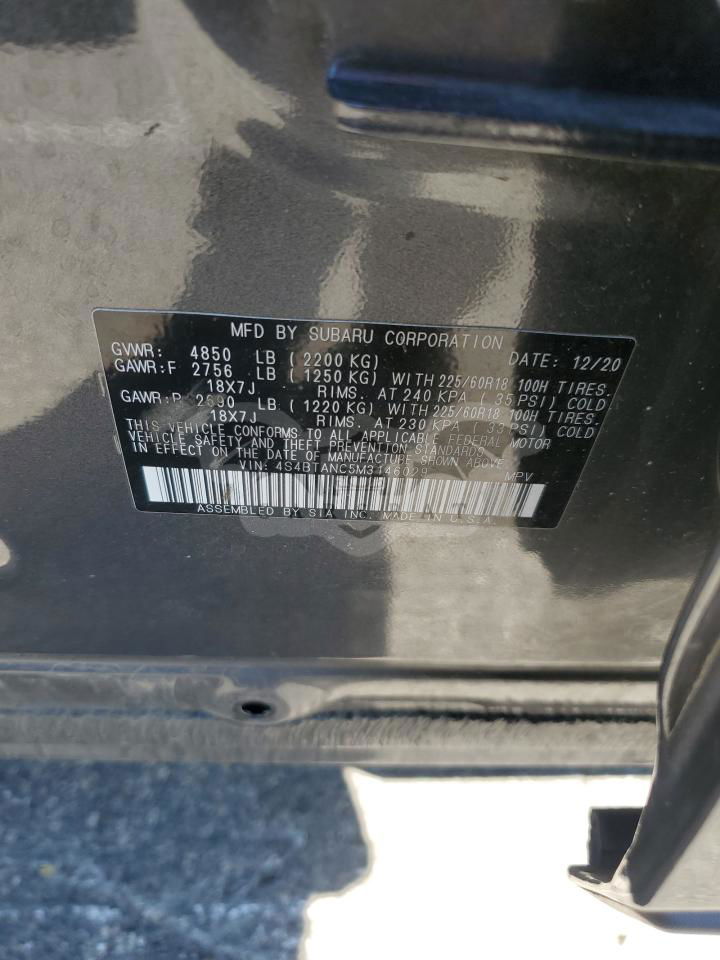 MFD BY SUBARU CORPORATION
GVWR: 4850 LB (2200 KG) DATE: 12/20
GAWR:F 2756 LB (1250 KG) WITH 225/60R18 100H TIRES.
18X7J RIMS. AT 240 KPA (35 PSI) COLD
GAWR:R 2690 LB (1220 KG) WITH 225/60R18 100H TIRES.
18X7J RIMS. AT 230 KPA (33 PSI) COLD
THIS VEHICLE CONFORMS TO ALL APPLICABLE FEDERAL MOTOR
VEHICLE SAFETY AND THEFT PREVENTION STANDARDS
IN EFFECT ON THE DATE OF MANUFACTURE SHOWN ABOVE.
VIN: 4S4BTANC5M3146029 MPV
ASSEMBLED BY SIA INC. MADE IN U.S.A.